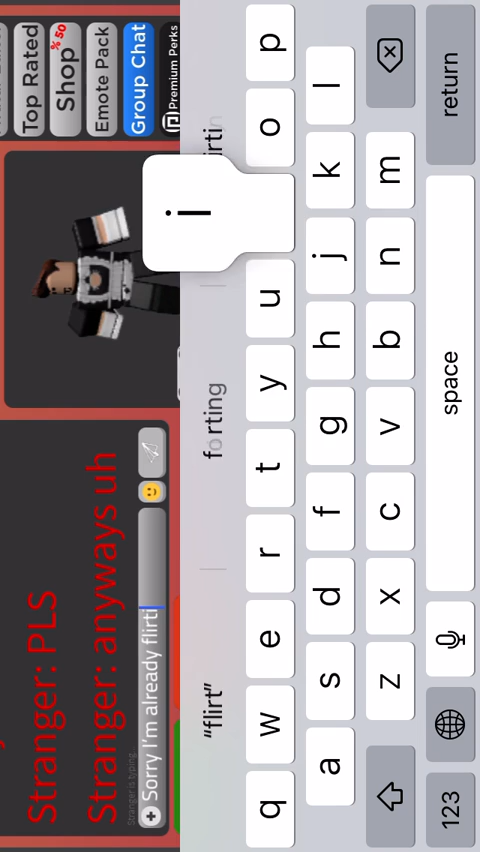 Top Rated
Shop
% 50
Emote Pack
Group Chat
Premium Perks
Stranger: PLS
Stranger: anyways uh
Stranger is typing
Sorry I'm already flirti
"flirt"
forting
i
q w e r t y u o p
a s d f g h j k l
z x c v b n m
123
space
return